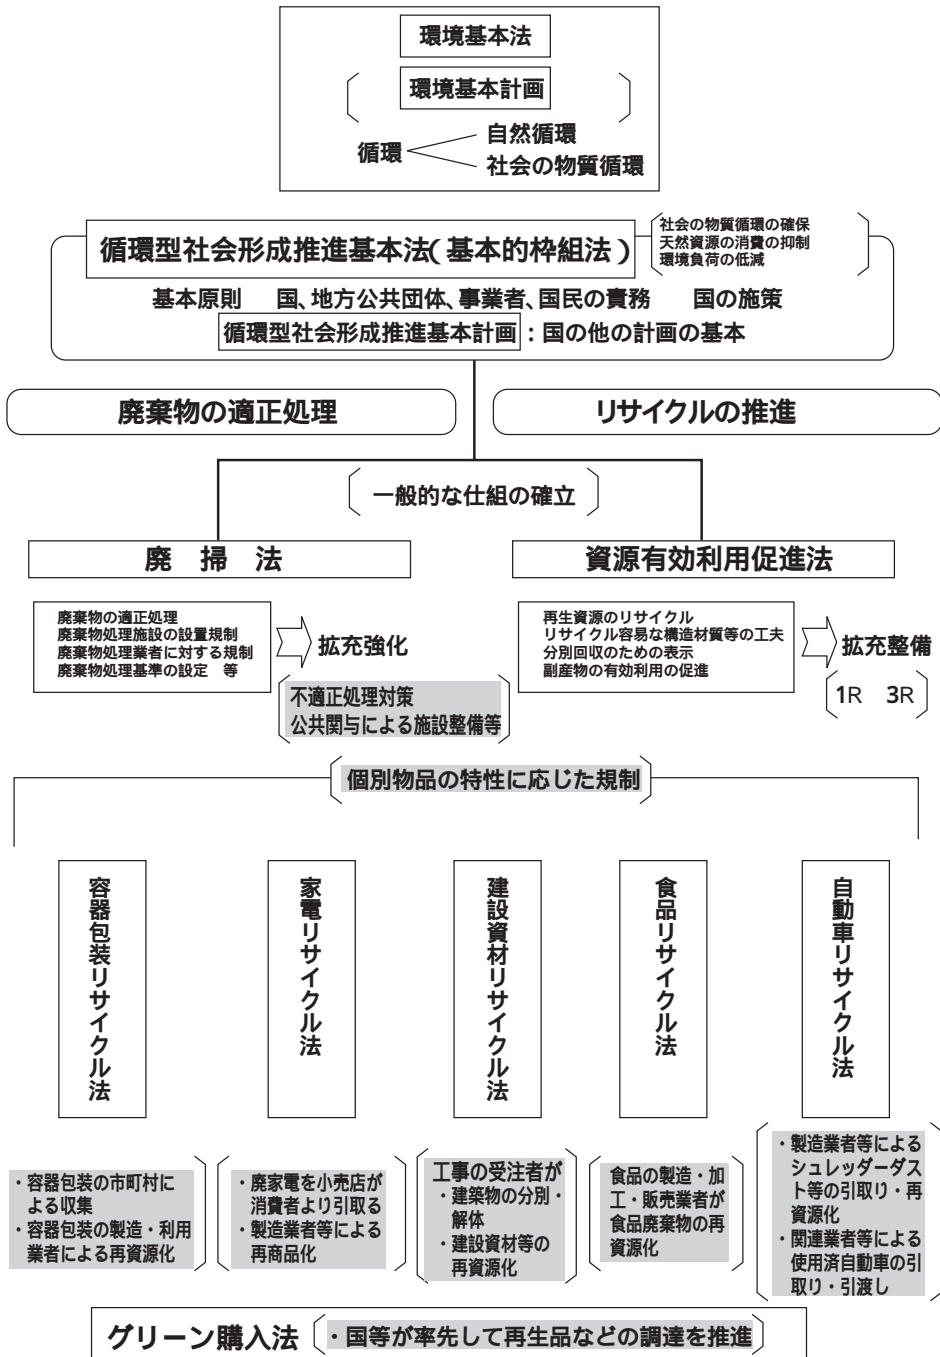 環境基本法
環境基本計画
循環
自然循環
社会の物質循環
循環型社会形成推進基本法(基本的枠組法)
社会の物質循環の確保
天然資源の消費の抑制
環境負荷の低減
基本原則 国、地方公共団体、事業者、国民の責務 国の施策
循環型社会形成推進基本計画:国の他の計画の基本
廃棄物の適正処理
リサイクルの推進
一般的な仕組の確立
廃掃法
廃棄物の適正処理
廃棄物処理施設の設置規制
廃棄物処理業者に対する規制
廃棄物処理基準の設定 等
拡充強化
不適正処理対策
公共関与による施設整備等
資源有効利用促進法
再生資源のリサイクル
リサイクル容易な構造材質等の工夫
分別回収のための表示
副産物の有効利用の促進
拡充整備
1R 3R
個別物品の特性に応じた規制
容器包装リサイクル法
・容器包装の市町村に
よる収集
・容器包装の製造・利用
業者による再資源化
家電リサイクル法
・廃家電を小売店が
消費者より引取る
・製造業者等による
再商品化
建設資材リサイクル法
工事の受注者が
・建築物の分別・
解体
・建設資材等の
再資源化
食品リサイクル法
食品の製造・加
工・販売業者が
食品廃棄物の再
資源化
自動車リサイクル法
・製造業者等による
シュレッダーダス
ト等の引取り・再
資源化
・関連業者等による
使用済自動車の引
取り・引渡し
グリーン購入法
・国等が率先して再生品などの調達を推進